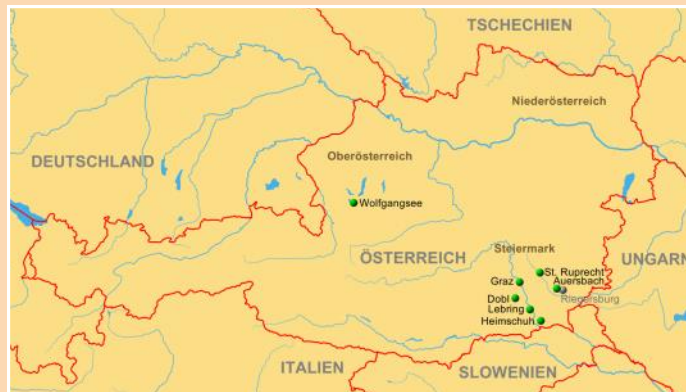 TSCHECHIEN
Niederösterreich
DEUTSCHLAND
Oberösterreich
Wolfgangsee
ÖSTERREICH
Steiermark
UNGARN
St. Ruprecht
Graz
Auersbach
Riegersburg
Dobl
Lebring
Heimschuh
ITALIEN
SLOWENIEN